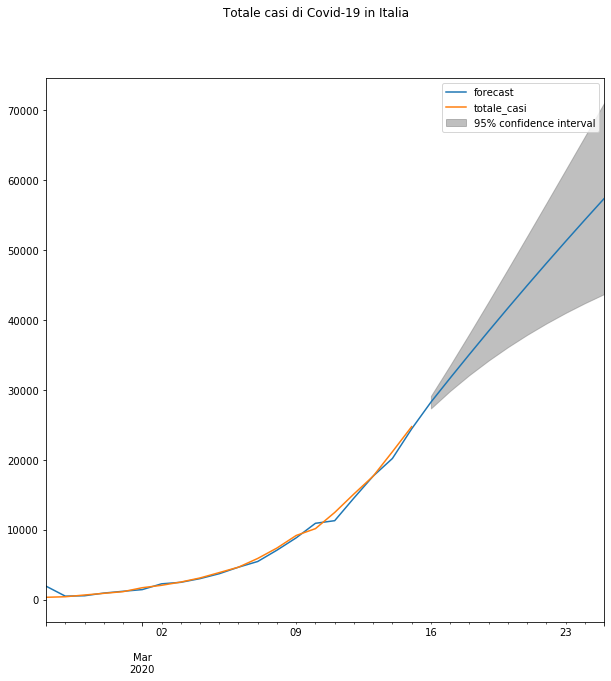 Totale casi di Covid-19 in Italia
forecast
totale_casi
95% confidence interval
70000
60000
50000
40000
30000
20000
10000
0
02
09
16
23
Mar
2020